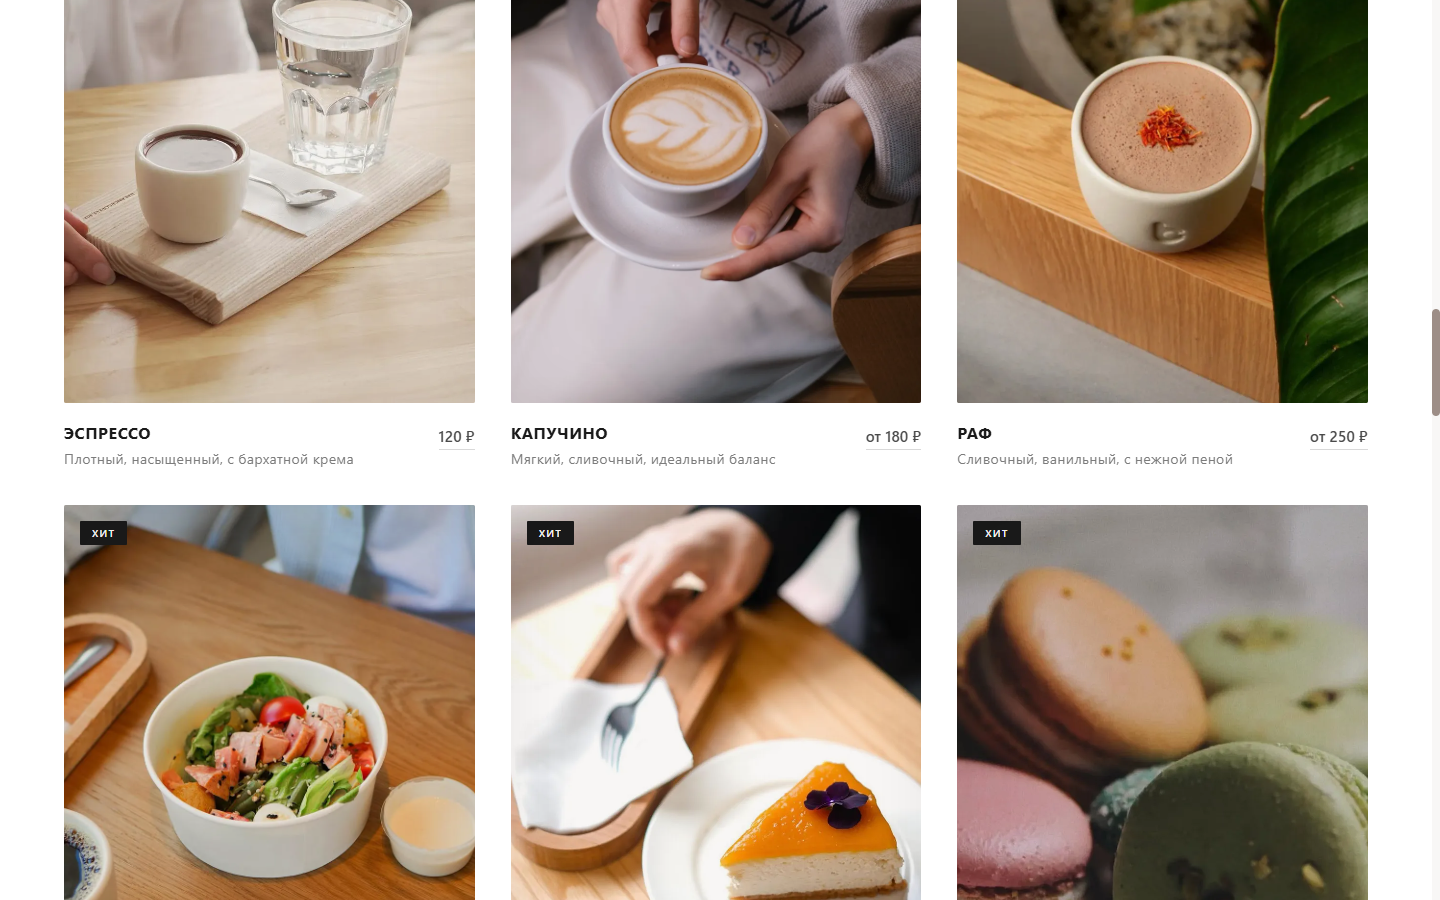 ЭСПРЕССО
120 ₽
Плотный, насыщенный, с бархатной крема
КАПУЧИНО
от 180 ₽
Мягкий, сливочный, идеальный баланс
РАФ
от 250 ₽
Сливочный, ванильный, с нежной пеной
ХИТ
ХИТ
ХИТ